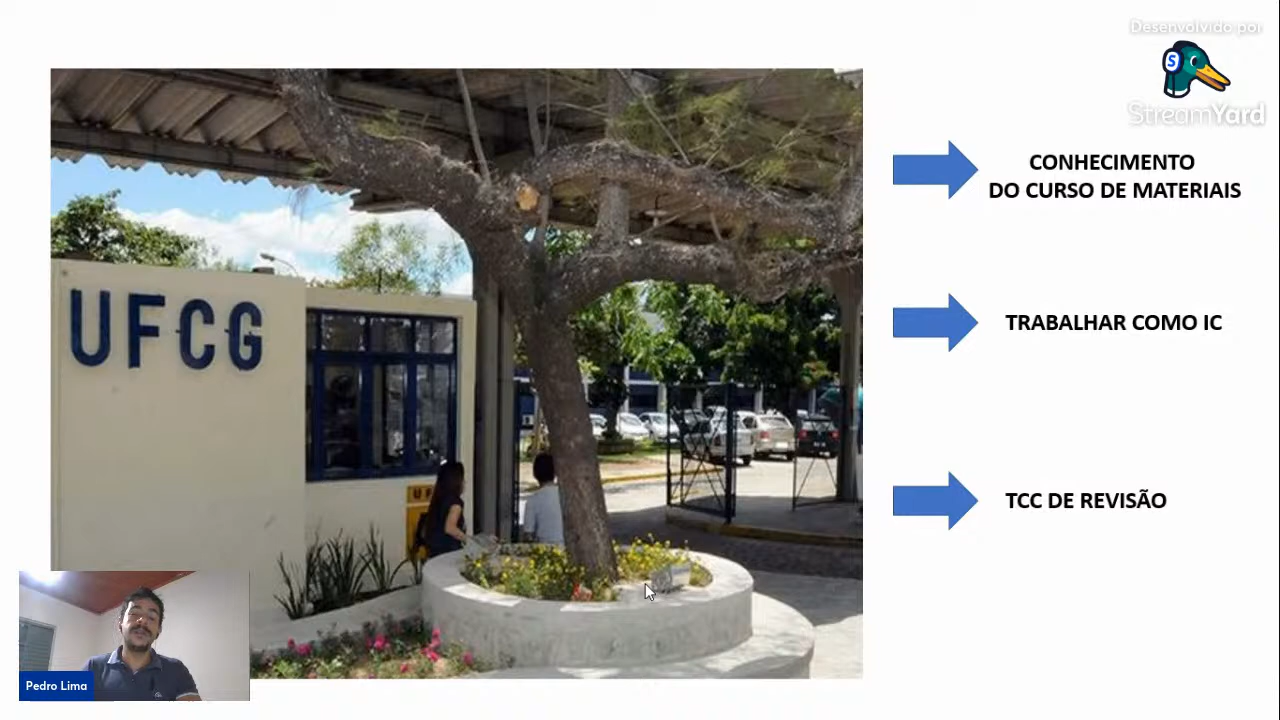 Desenvolvido por
StreamYard
UFCG
CONHECIMENTO
DO CURSO DE MATERIAIS
TRABALHAR COMO IC
TCC DE REVISÃO
Pedro Lima